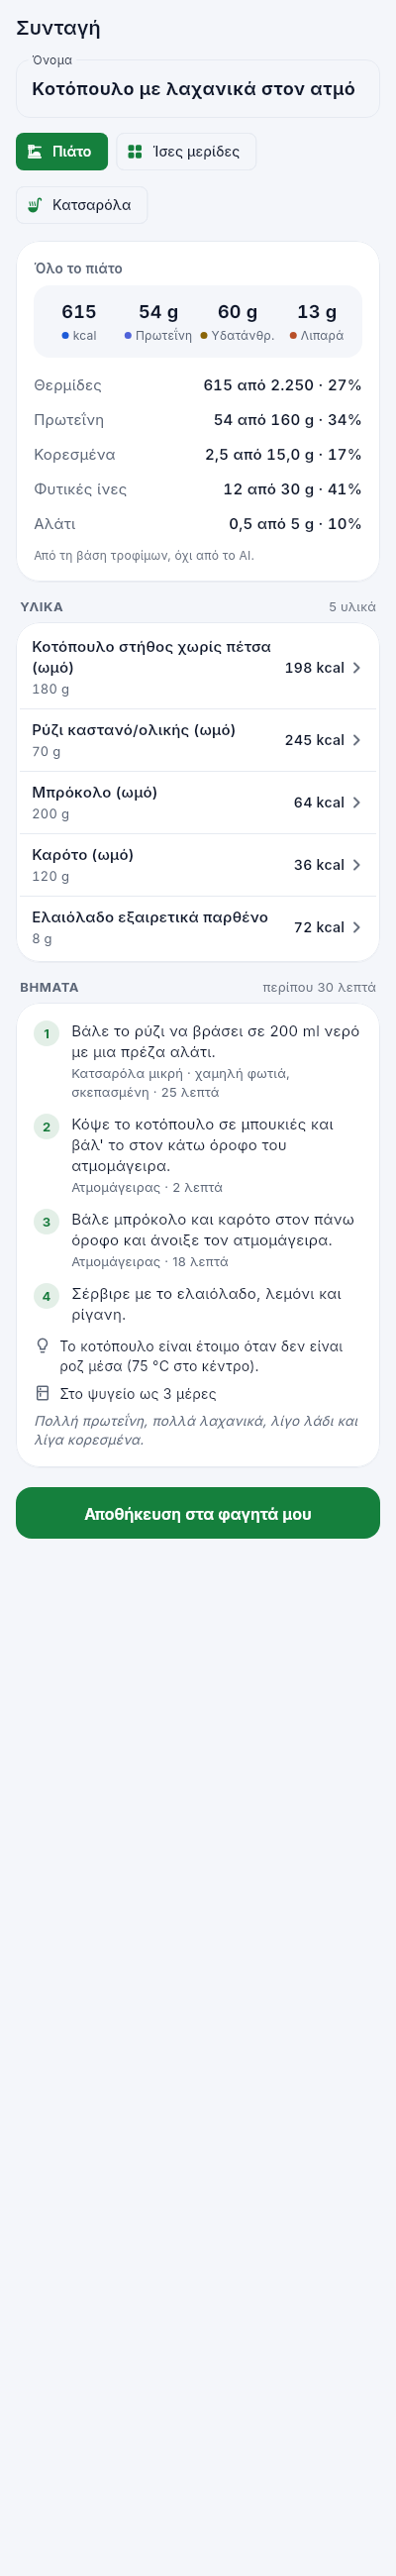 Συνταγή
Όνομα
Κοτόπουλο με λαχανικά στον ατμό
Πιάτο
Ίσες μερίδες
Κατσαρόλα
Όλο το πιάτο
615 54 g 60 g 13 g
kcal Πρωτεΐνη Υδατάνθρ. Λιπαρά
Θερμίδες 615 από 2.250 · 27%
Πρωτεΐνη 54 από 160 g · 34%
Κορεσμένα 2,5 από 15,0 g · 17%
Φυτικές ίνες 12 από 30 g · 41%
Αλάτι 0,5 από 5 g · 10%
Από τη βάση τροφίμων, όχι από το AI.
ΥΛΙΚΑ 5 υλικά
Κοτόπουλο στήθος χωρίς πέτσα
(ωμό)
198 kcal
180 g
Ρύζι καστανό/ολικής (ωμό)
245 kcal
70 g
Μπρόκολο (ωμό)
64 kcal
200 g
Καρότο (ωμό)
36 kcal
120 g
Ελαιόλαδο εξαιρετικά παρθένο
72 kcal
8 g
ΒΗΜΑΤΑ περίπου 30 λεπτά
1 Βάλε το ρύζι να βράσει σε 200 ml νερό
με μια πρέζα αλάτι.
Κατσαρόλα μικρή · χαμηλή φωτιά,
σκεπασμένη · 25 λεπτά
2 Κόψε το κοτόπουλο σε μπουκιές και
βάλ' το στον κάτω όροφο του
ατμομάγειρα.
Ατμομάγειρας · 2 λεπτά
3 Βάλε μπρόκολο και καρότο στον πάνω
όροφο και άνοιξε τον ατμομάγειρα.
Ατμομάγειρας · 18 λεπτά
4 Σέρβιρε με το ελαιόλαδο, λεμόνι και
ρίγανη.
Το κοτόπουλο είναι έτοιμο όταν δεν είναι
ροζ μέσα (75 °C στο κέντρο).
Στο ψυγείο ως 3 μέρες
Πολλή πρωτεΐνη, πολλά λαχανικά, λίγο λάδι και
λίγα κορεσμένα.
Αποθήκευση στα φαγητά μου